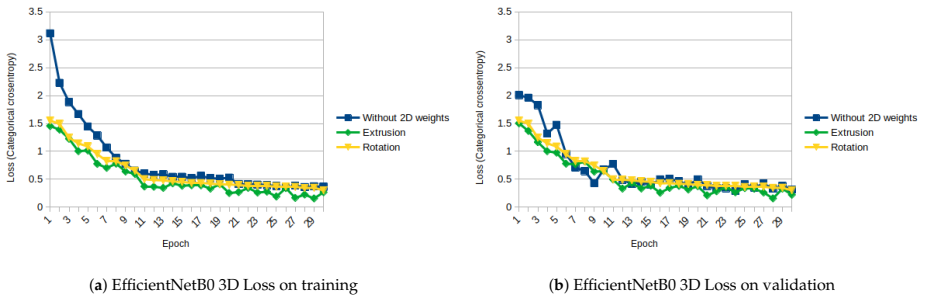 3.5
3
2.5
2
1.5
1
0.5
0
Loss (Categorical crosentropy)
1 3 5 7 9 11 13 15 17 19 21 23 25 27 29
Epoch
Without 2D weights
Extrusion
Rotation
(a) EfficientNetB0 3D Loss on training
3.5
3
2.5
2
1.5
1
0.5
0
Loss (Categorical crossentropy)
1 3 5 7 9 11 13 15 17 19 21 23 25 27 29
Epoch
Without 2D weights
Extrusion
Rotation
(b) EfficientNetB0 3D Loss on validation